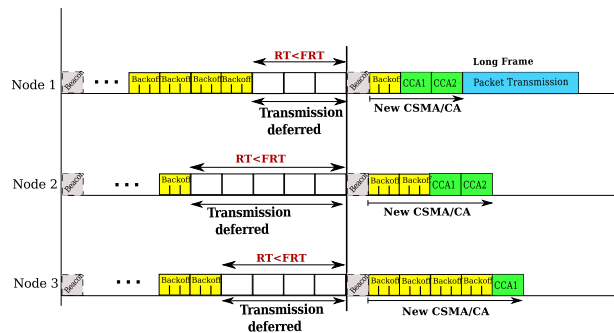 RT<FRT
Long Frame
Node 1
Beacon
...
Backoff Backoff Backoff Backoff
Beacon
Backoff
CCA1
CCA2
Packet Transmission
Transmission
deferred
New CSMA/CA
RT<FRT
Node 2
Beacon
...
Backoff
Beacon
Backoff Backoff
CCA1
CCA2
Transmission
deferred
New CSMA/CA
RT<FRT
Node 3
Beacon
...
Backoff Backoff
Beacon
Backoff Backoff Backoff Backoff
CCA1
Transmission
deferred
New CSMA/CA